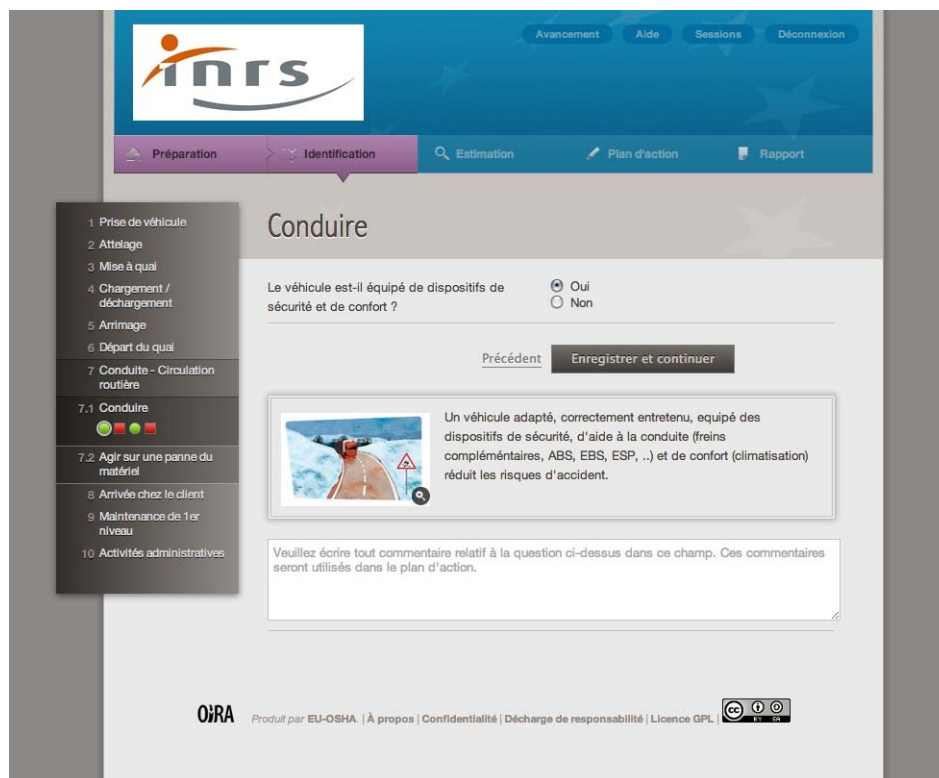 inrs
Avancement Aide Sessions Déconnexion
Préparation Identification Estimation Plan d'action Rapport
1 Prise de véhicule
2 Attelage
3 Mise à quai
4 Chargement /
déchargement
5 Arrimage
6 Départ du quai
7 Conduite - Circulation
routière
7.1 Conduire
7.2 Agir sur une panne du
matériel
8 Arrivée chez le client
9 Maintenance de 1er
niveau
10 Activités administratives
Conduire
Le véhicule est-il équipé de dispositifs de
sécurité et de confort ?
Oui
Non
Précédent Enregistrer et continuer
Un véhicule adapté, correctement entretenu, equipé des
dispositifs de sécurité, d'aide à la conduite (freins
compléméntaires, ABS, EBS, ESP, ..) et de confort (climatisation)
réduit les risques d'accident.
Veuillez écrire tout commentaire relatif à la question ci-dessus dans ce champ. Ces commentaires
seront utilisés dans le plan d'action.
OiRA Produit par EU-OSHA. | À propos | Confidentialité | Décharge de responsabilité | Licence GPL | cc BY SA